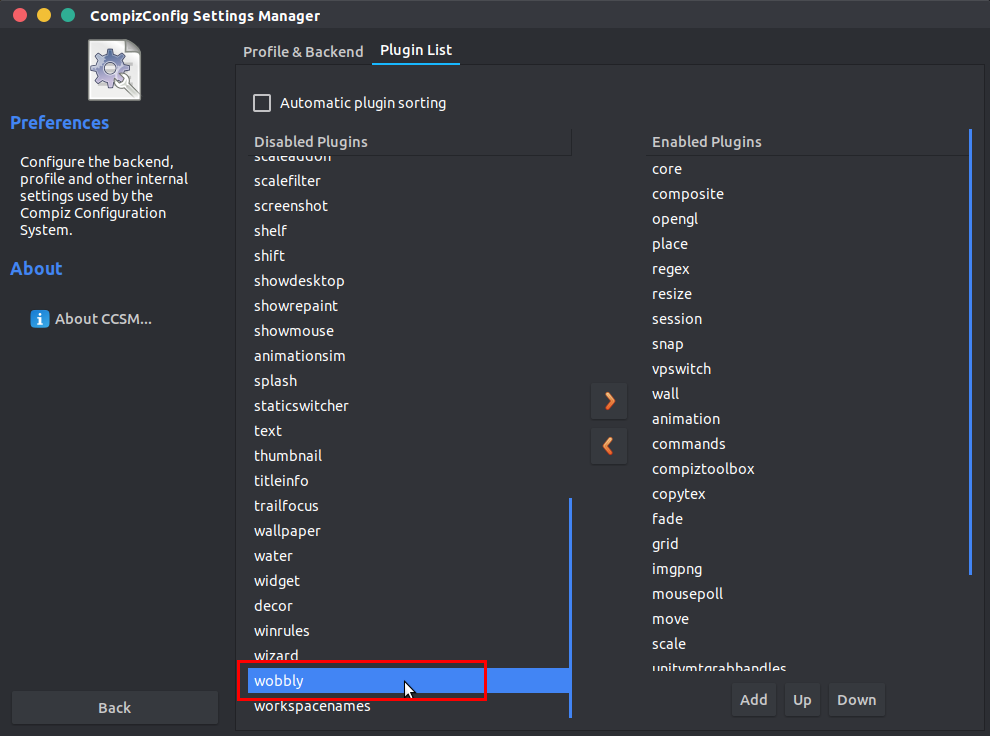 CompizConfig Settings Manager
Preferences
Configure the backend,
profile and other internal
settings used by the
Compiz Configuration
System.
About
About CCSM...
Back
Profile & Backend
Plugin List
Automatic plugin sorting
Disabled Plugins
scaleaddon
scalefilter
screenshot
shelf
shift
showdesktop
showrepaint
showmouse
animationsim
splash
staticswitcher
text
thumbnail
titleinfo
trailfocus
wallpaper
water
widget
decor
winrules
wizard
wobbly
workspacenames
Enabled Plugins
core
composite
opengl
place
regex
resize
session
snap
vpswitch
wall
animation
commands
compiztoolbox
copytex
fade
grid
imgpng
mousepoll
move
scale
unitymtgrabhandles
Add
Up
Down